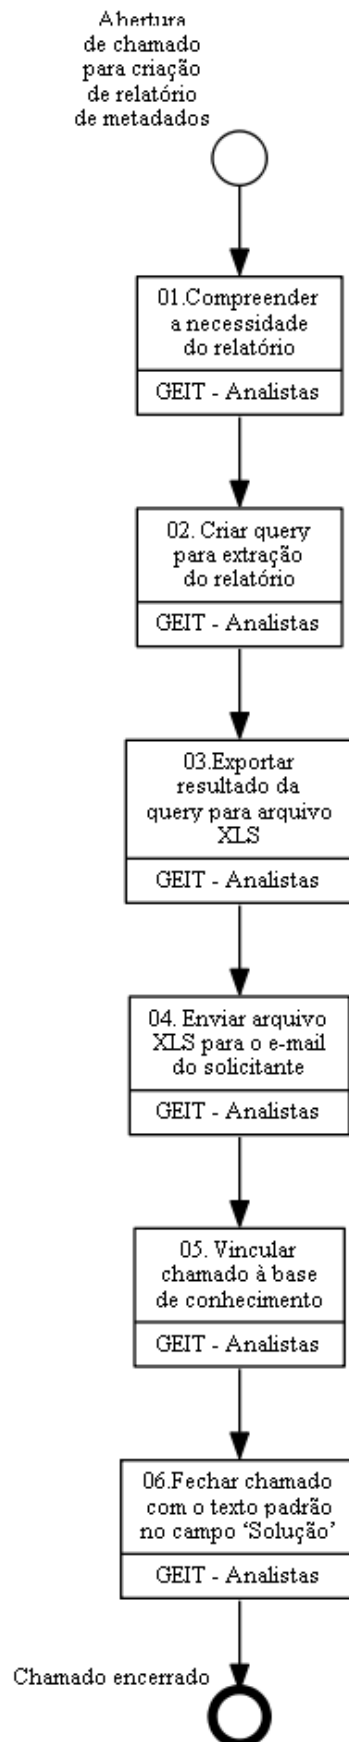 Abertura
de chamado
para criação
de relatório
de metadados
01.Compreender
a necessidade
do relatório
GEIT - Analistas
02. Criar query
para extração
do relatório
GEIT - Analistas
03.Exportar
resultado da
query para arquivo
XLS
GEIT - Analistas
04. Enviar arquivo
XLS para o e-mail
do solicitante
GEIT - Analistas
05. Vincular
chamado à base
de conhecimento
GEIT - Analistas
06.Fechar chamado
com o texto padrão
no campo ‘Solução’
GEIT - Analistas
Chamado encerrado